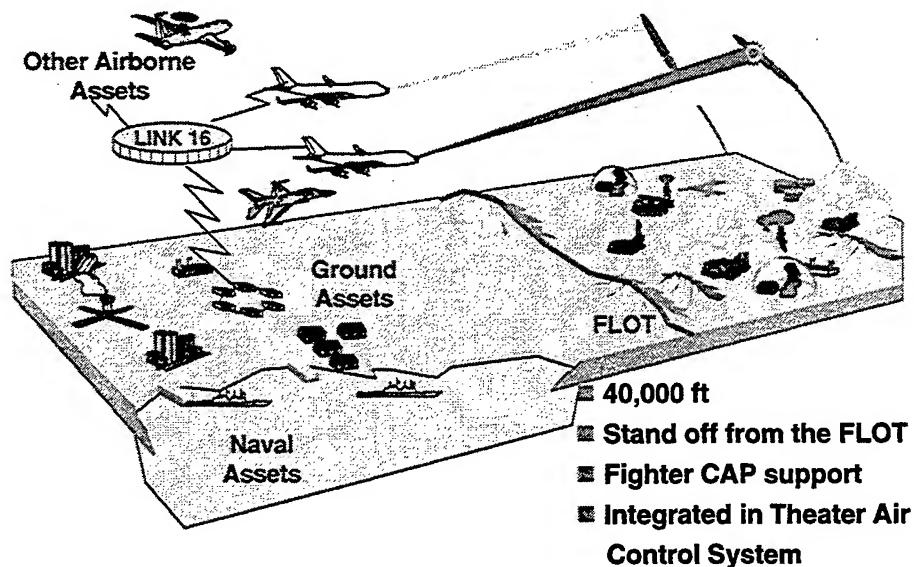 Other Airborne
Assets
LINK 16
Ground
Assets
FLOT
Naval
Assets
40,000 ft
Stand off from the FLOT
Fighter CAP support
Integrated in Theater Air
Control System